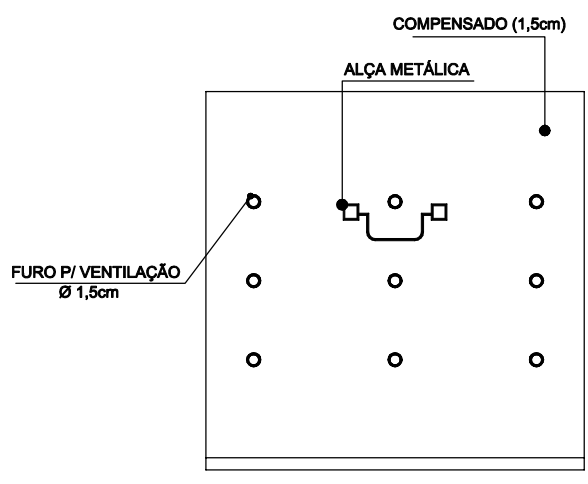 COMPENSADO (1,5cm)
ALÇA METÁLICA
FURO P/ VENTILAÇÃO
Ø 1,5cm